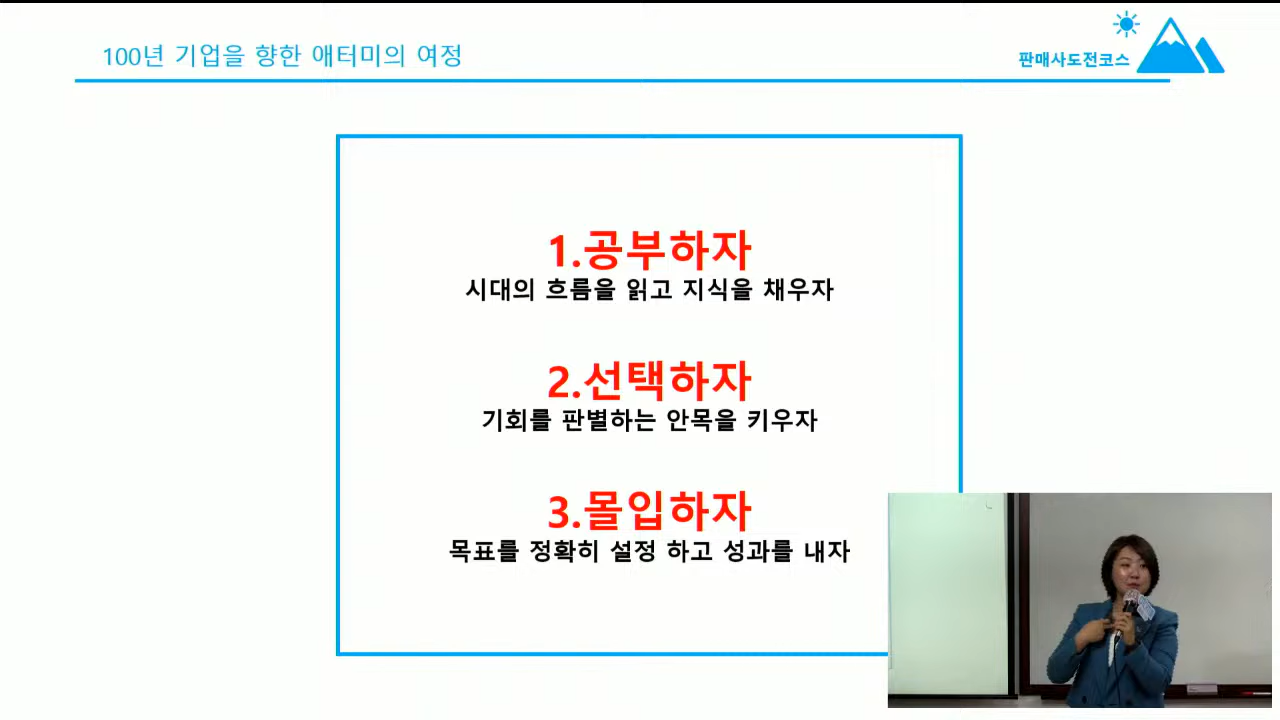 100년 기업을 향한 애터미의 여정
판매사도전코스
1.공부하자
시대의 흐름을 읽고 지식을 채우자
2.선택하자
기회를 판별하는 안목을 키우자
3.몰입하자
목표를 정확히 설정 하고 성과를 내자